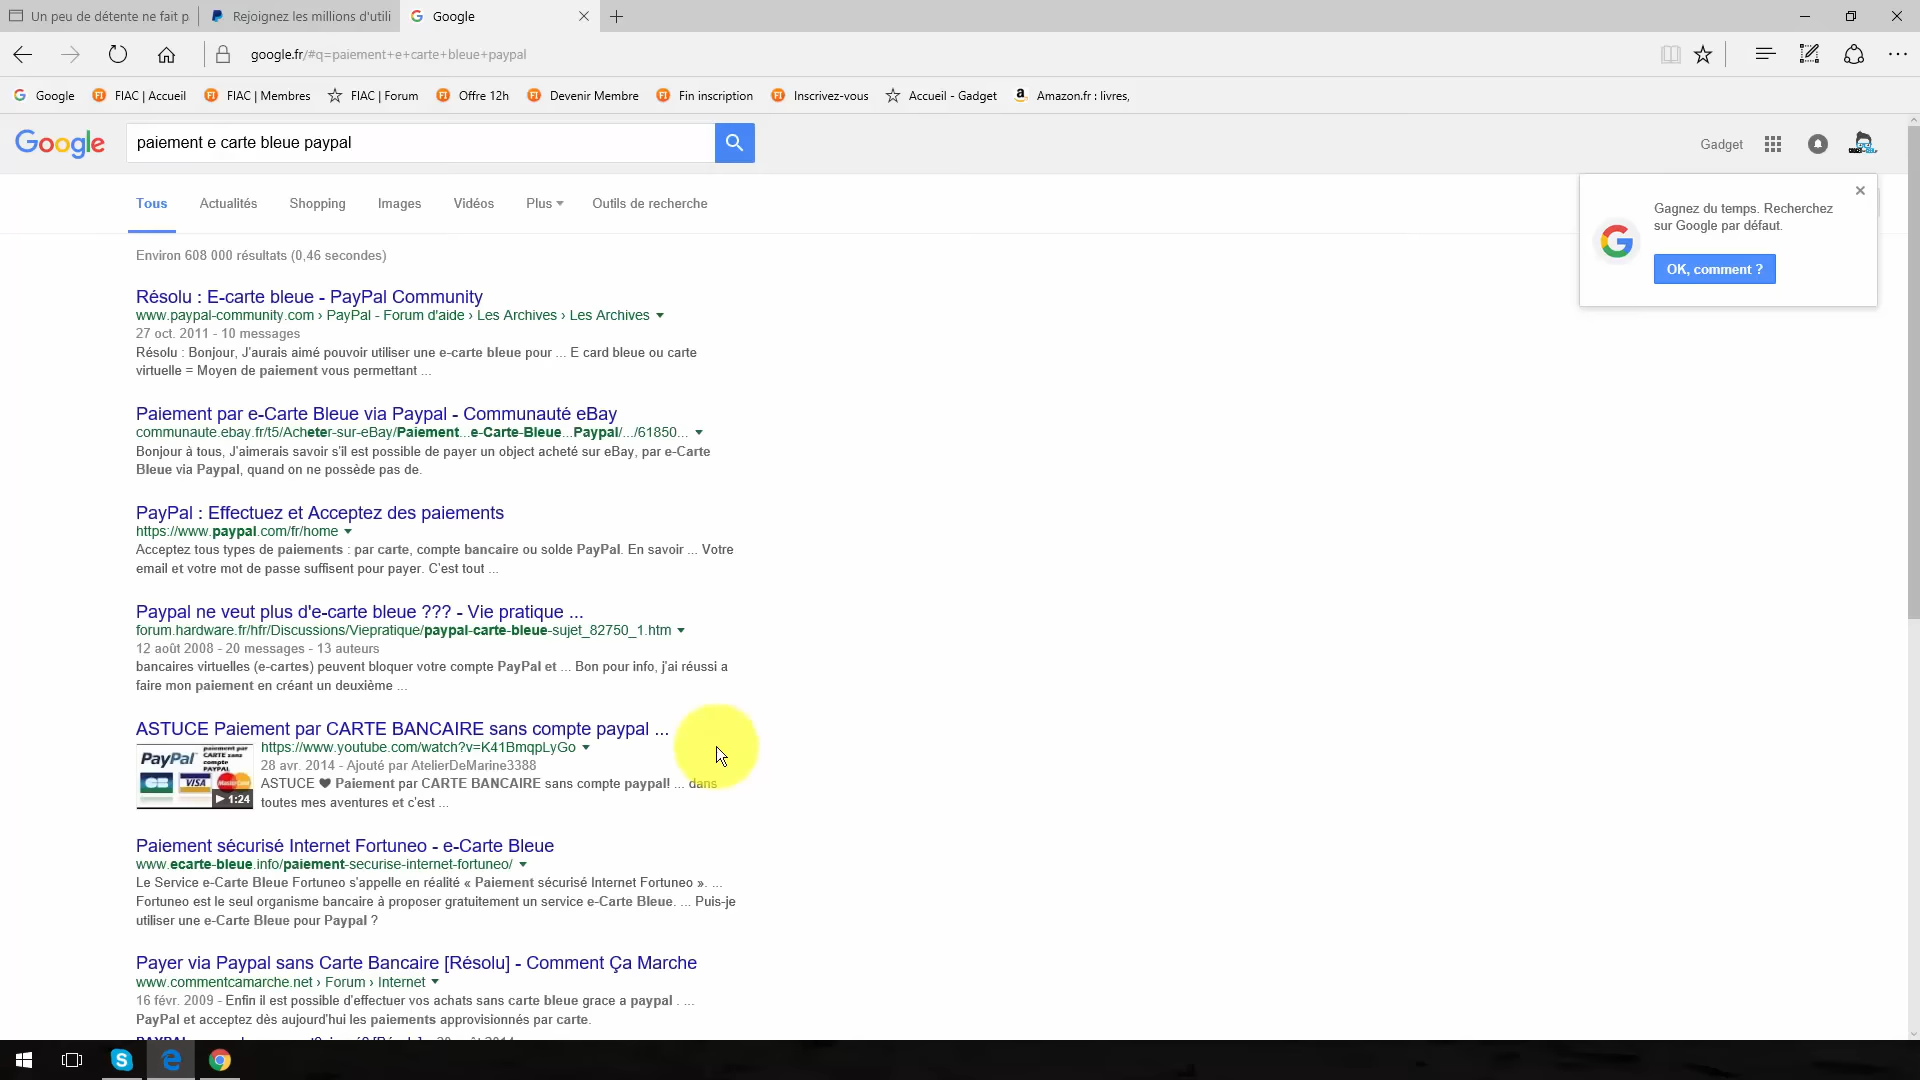 Un peu de détente ne fait p
Rejoignez les millions d'utili
Google
google.fr/#q=paiement+e+carte+bleue+paypal
Google
FIAC | Accueil
FIAC | Membres
FIAC | Forum
Offre 12h
Devenir Membre
Fin inscription
Inscrivez-vous
Accueil - Gadget
Amazon.fr : livres,
Google
paiement e carte bleue paypal
Gadget
Tous
Actualités
Shopping
Images
Vidéos
Plus
Outils de recherche
Gagnez du temps. Recherchez
sur Google par défaut.
OK, comment ?
Environ 608 000 résultats (0,46 secondes)
Résolu : E-carte bleue - PayPal Community
www.paypal-community.com › PayPal - Forum d'aide › Les Archives › Les Archives
27 oct. 2011 - 10 messages
Résolu : Bonjour, J'aurais aimé pouvoir utiliser une e-carte bleue pour ... E card bleue ou carte
virtuelle = Moyen de paiement vous permettant ...
Paiement par e-Carte Bleue via Paypal - Communauté eBay
communaute.ebay.fr/t5/Acheter-sur-eBay/Paiement...e-Carte-Bleue...Paypal/.../61850...
Bonjour à tous, J'aimerais savoir s'il est possible de payer un object acheté sur eBay, par e-Carte
Bleue via Paypal, quand on ne possède pas de.
PayPal : Effectuez et Acceptez des paiements
https://www.paypal.com/fr/home
Acceptez tous types de paiements : par carte, compte bancaire ou solde PayPal. En savoir ... Votre
email et votre mot de passe suffisent pour payer. C'est tout ...
Paypal ne veut plus d'e-carte bleue ??? - Vie pratique ...
forum.hardware.fr/hfr/Discussions/Viepratique/paypal-carte-bleue-sujet_82750_1.htm
12 août 2008 - 20 messages - 13 auteurs
bancaires virtuelles (e-cartes) peuvent bloquer votre compte PayPal et ... Bon pour info, j'ai réussi a
faire mon paiement en créant un deuxième ...
ASTUCE Paiement par CARTE BANCAIRE sans compte paypal ...
PayPal
paiement par
CARTE sans
compte
PAYPAL
CB
VISA
MasterCard
1:24
https://www.youtube.com/watch?v=K41BmqpLyGo
28 avr. 2014 - Ajouté par AtelierDeMarine3388
ASTUCE ♥ Paiement par CARTE BANCAIRE sans compte paypal! ... dans
toutes mes aventures et c'est ...
Paiement sécurisé Internet Fortuneo - e-Carte Bleue
www.ecarte-bleue.info/paiement-securise-internet-fortuneo/
Le Service e-Carte Bleue Fortuneo s'appelle en réalité « Paiement sécurisé Internet Fortuneo ». ...
Fortuneo est le seul organisme bancaire à proposer gratuitement un service e-Carte Bleue. ... Puis-je
utiliser une e-Carte Bleue pour Paypal ?
Payer via Paypal sans Carte Bancaire [Résolu] - Comment Ça Marche
www.commentcamarche.net › Forum › Internet
16 févr. 2009 - Enfin il est possible d'effectuer vos achats sans carte bleue grace a paypal . ...
PayPal et acceptez dès aujourd'hui les paiements approvisionnés par carte.